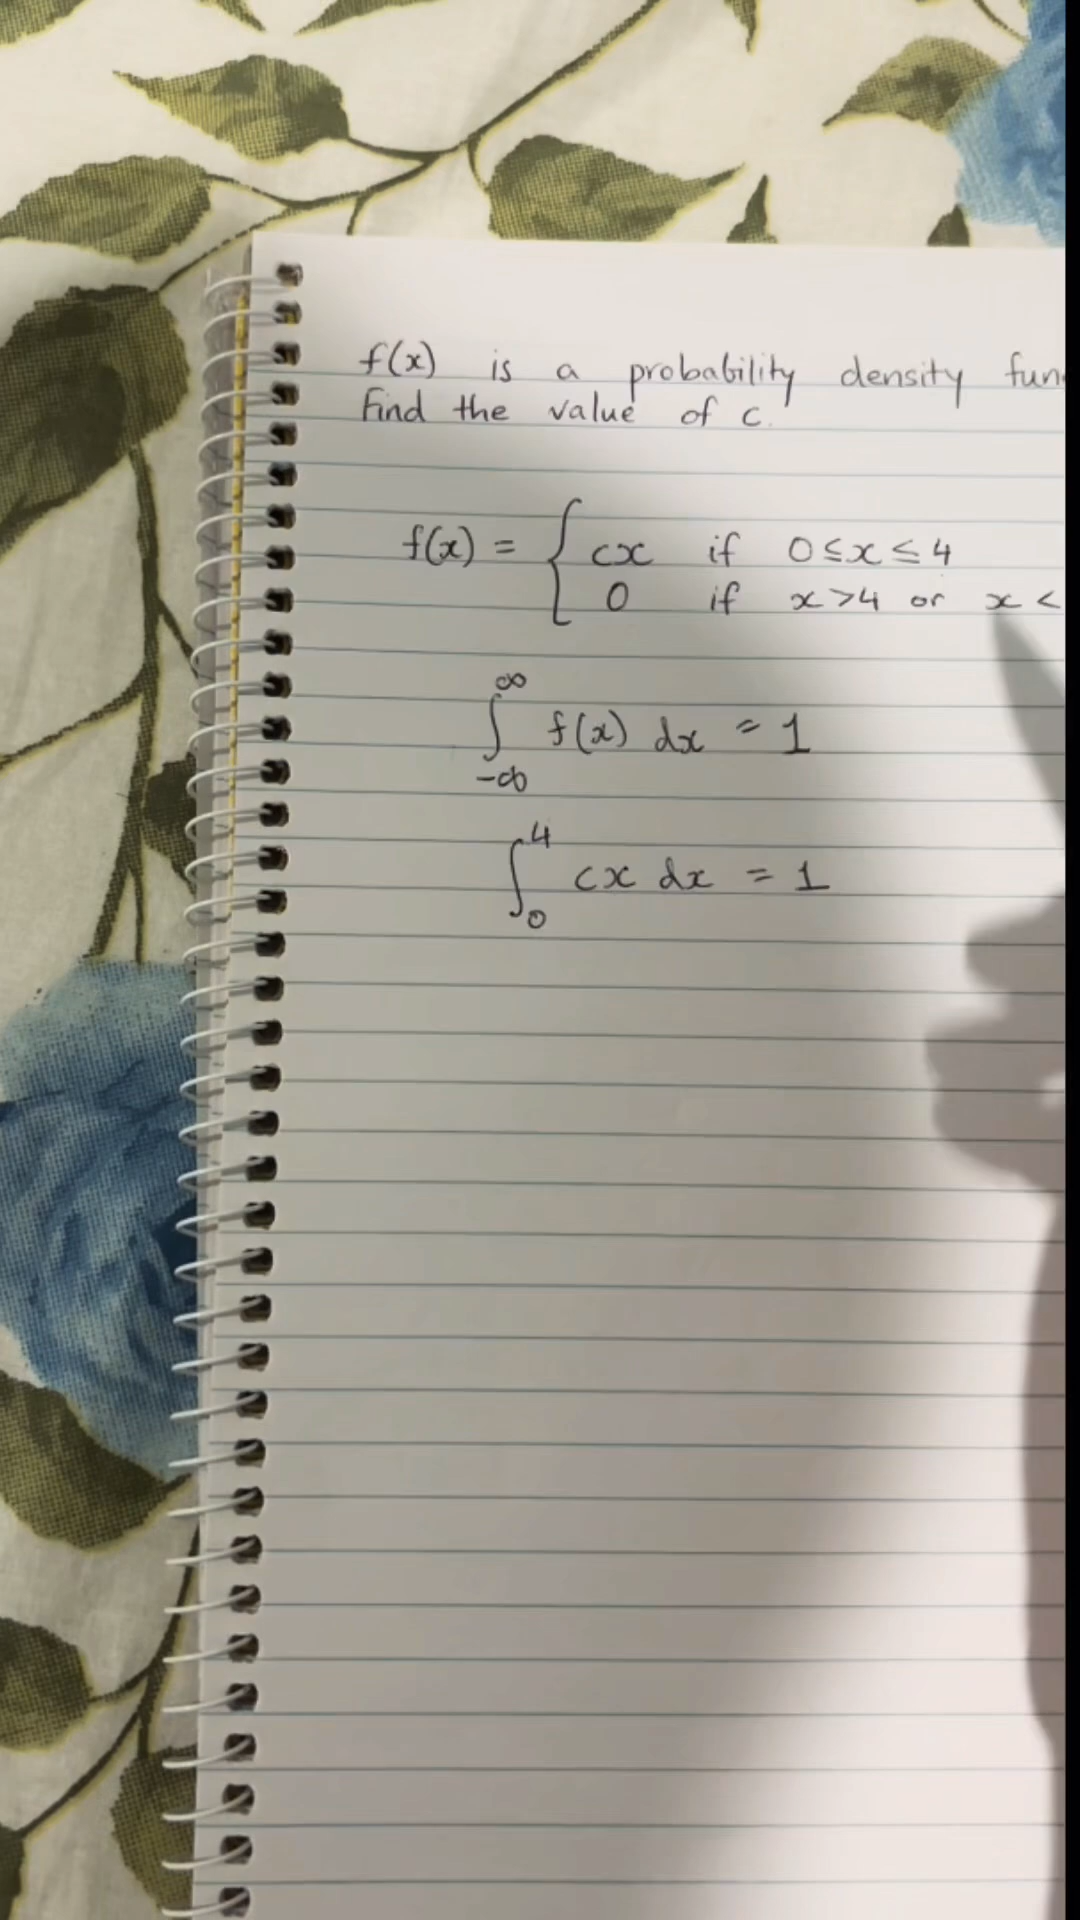 f(x) is a probability density fun
Find the value of c.
f(x) = { cx if 0 ≤ x ≤ 4
0 if x > 4 or x <
∫_{-∞}^{∞} f(x) dx = 1
∫_0^4 cx dx = 1